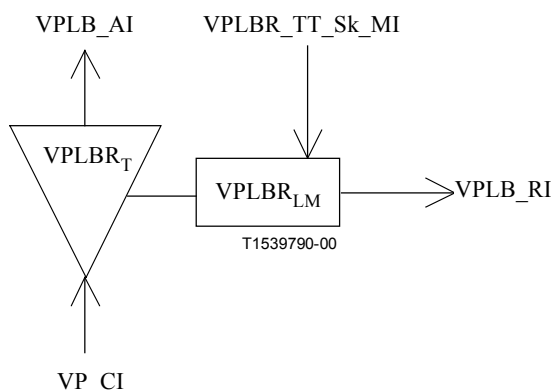 VPLB_AI
VPLBR_TT_Sk_MI
VPLBR_T
VPLBR_LM
VPLB_RI
T1539790-00
VP_CI